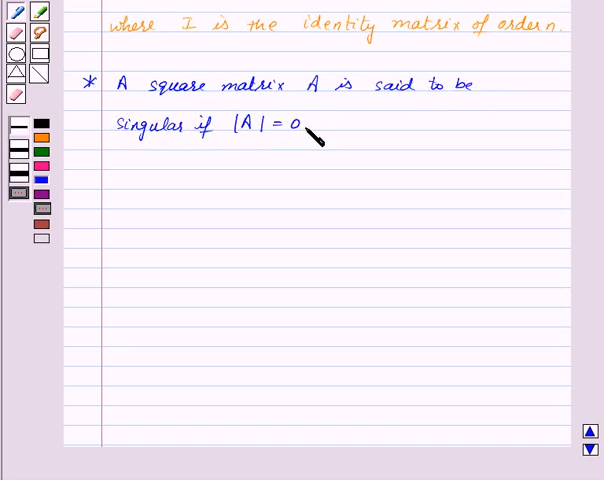 where I is the identity matrix of order n.
* A square matrix A is said to be
singular if |A| = 0